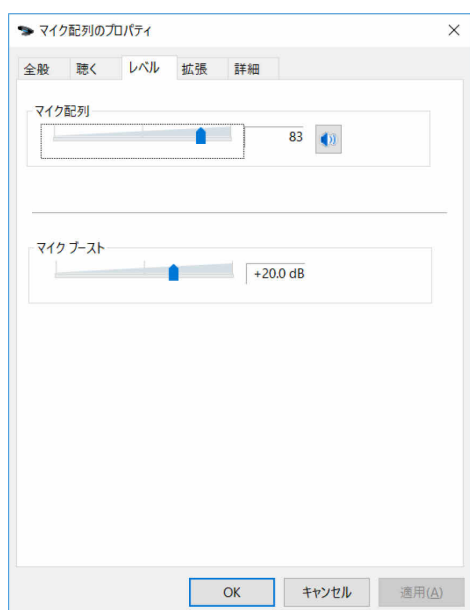 マイク配列のプロパティ
全般 聴く レベル 拡張 詳細
マイク配列
83
マイク ブースト
+20.0 dB
OK キャンセル 適用(A)